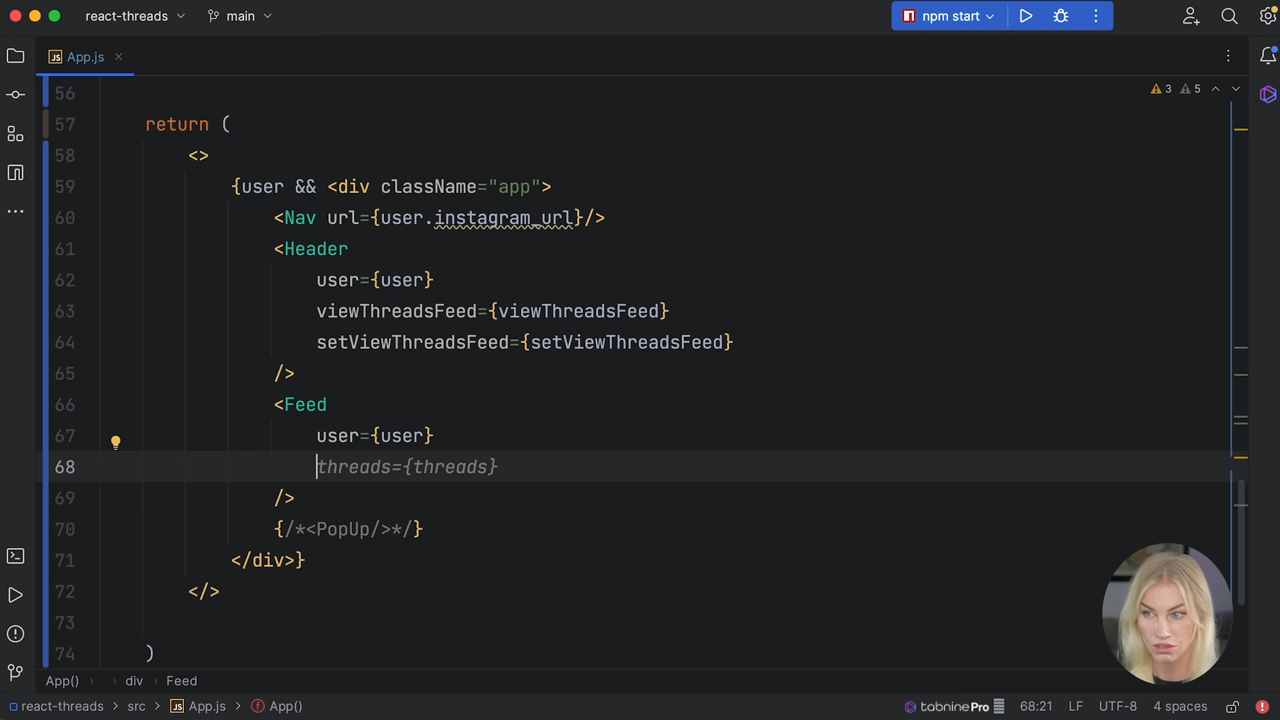 react-threads main npm start
JS App.js
3 5
56
57 return (
58 <>
59 {user && <div className="app">
60 <Nav url={user.instagram_url}/>
61 <Header
62 user={user}
63 viewThreadsFeed={viewThreadsFeed}
64 setViewThreadsFeed={setViewThreadsFeed}
65 />
66 <Feed
67 user={user}
68 threads={threads}
69 />
70 {/*<PopUp/>*/}
71 </div>}
72 </>
73
74 )
App() > div > Feed
react-threads > src > JS App.js > f App() tabnine Pro 68:21 LF UTF-8 4 spaces